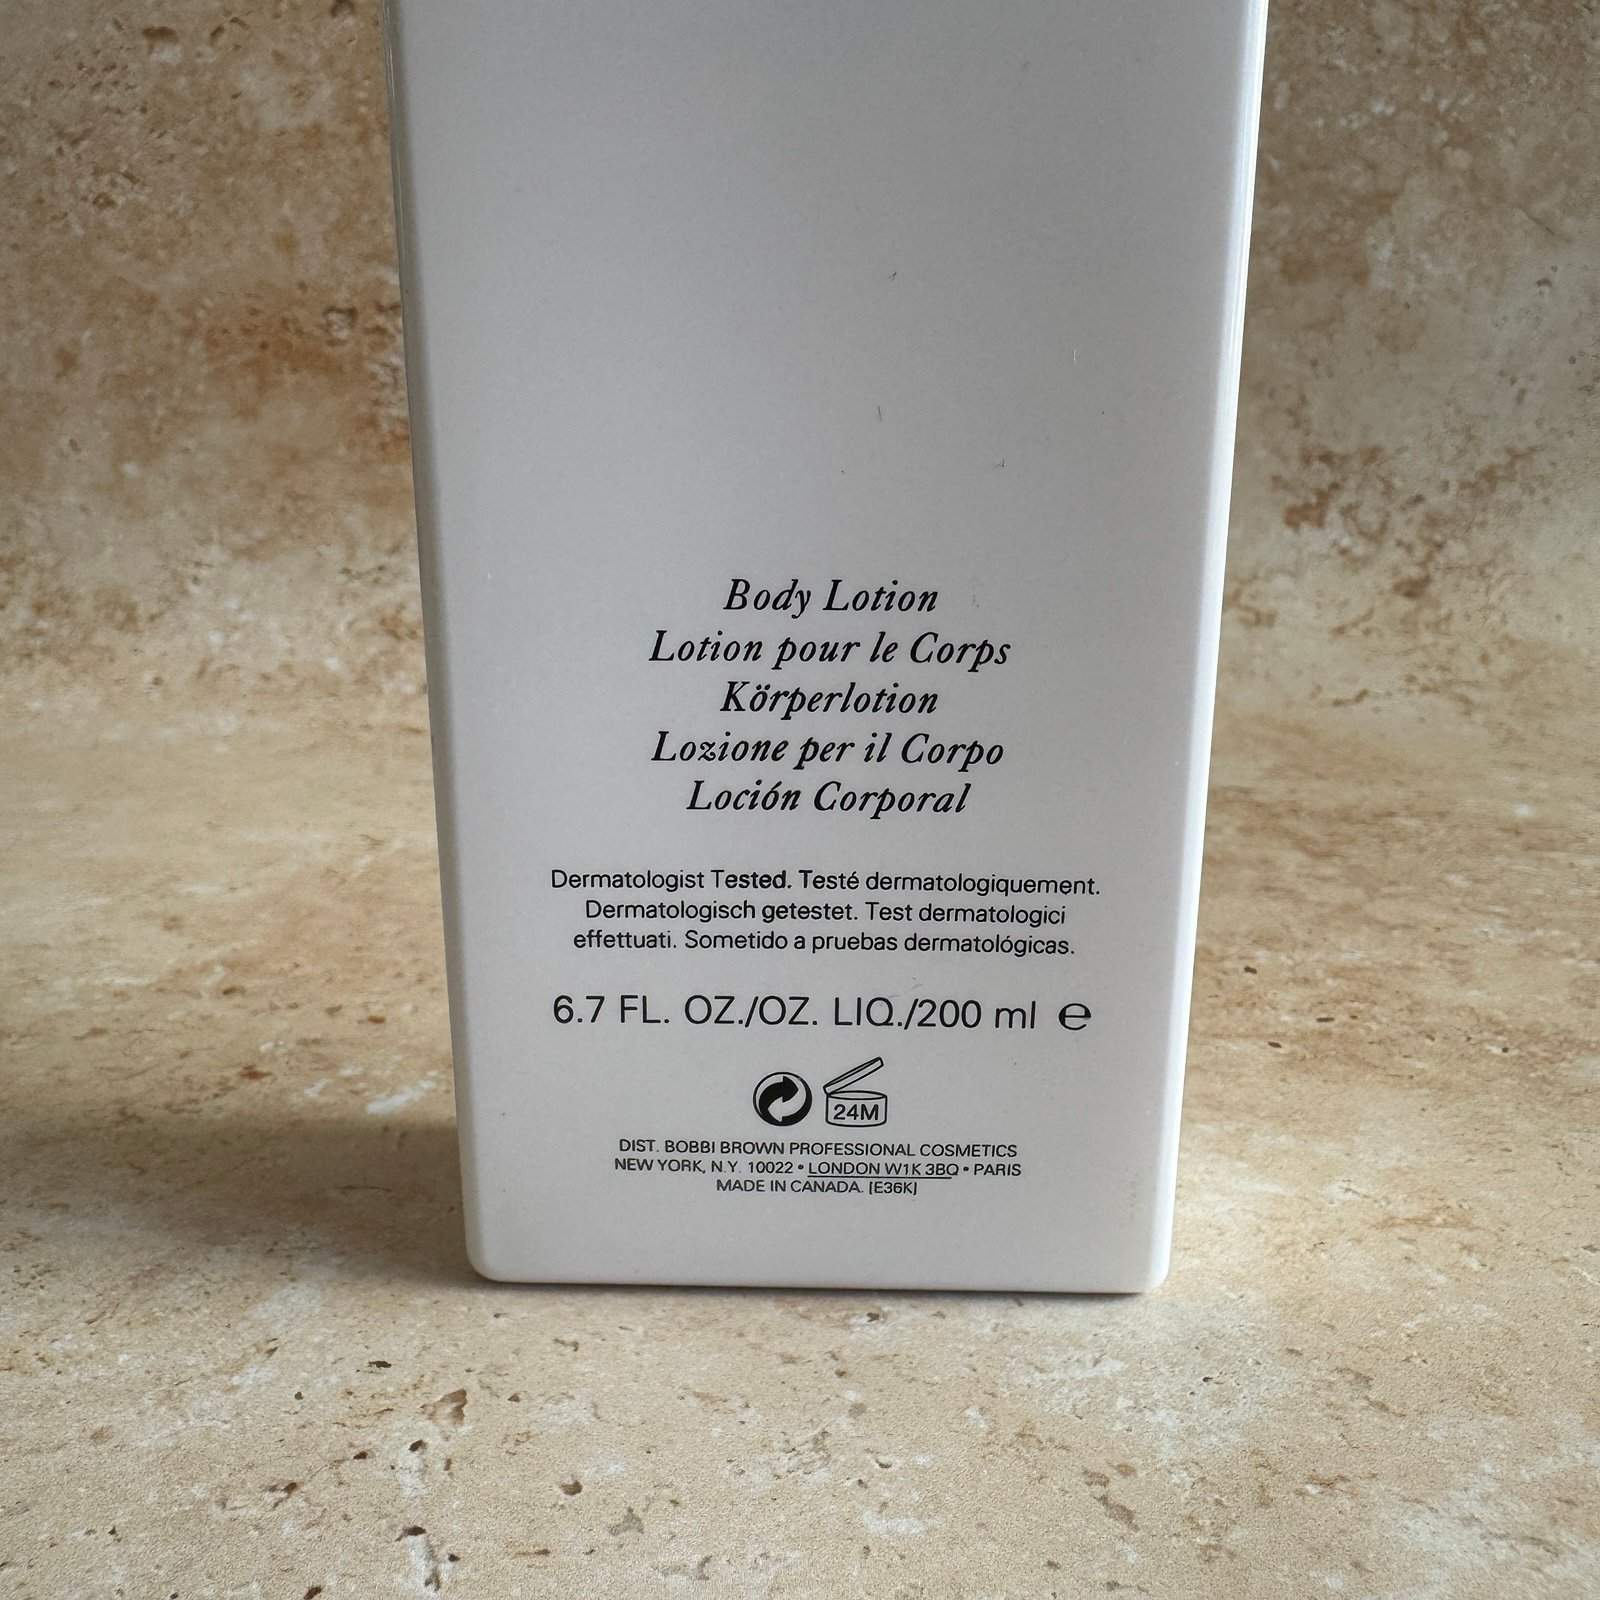 Body Lotion
Lotion pour le Corps
Körperlotion
Lozione per il Corpo
Loción Corporal
Dermatologist Tested. Testé dermatologiquement.
Dermatologisch getestet. Test dermatologici
effettuati. Sometido a pruebas dermatológicas.
6.7 FL. OZ./OZ. LIQ./200 ml ℮
24M
DIST. BOBBI BROWN PROFESSIONAL COSMETICS
NEW YORK, N.Y. 10022 • LONDON W1K 3BQ • PARIS
MADE IN CANADA. [E36K]